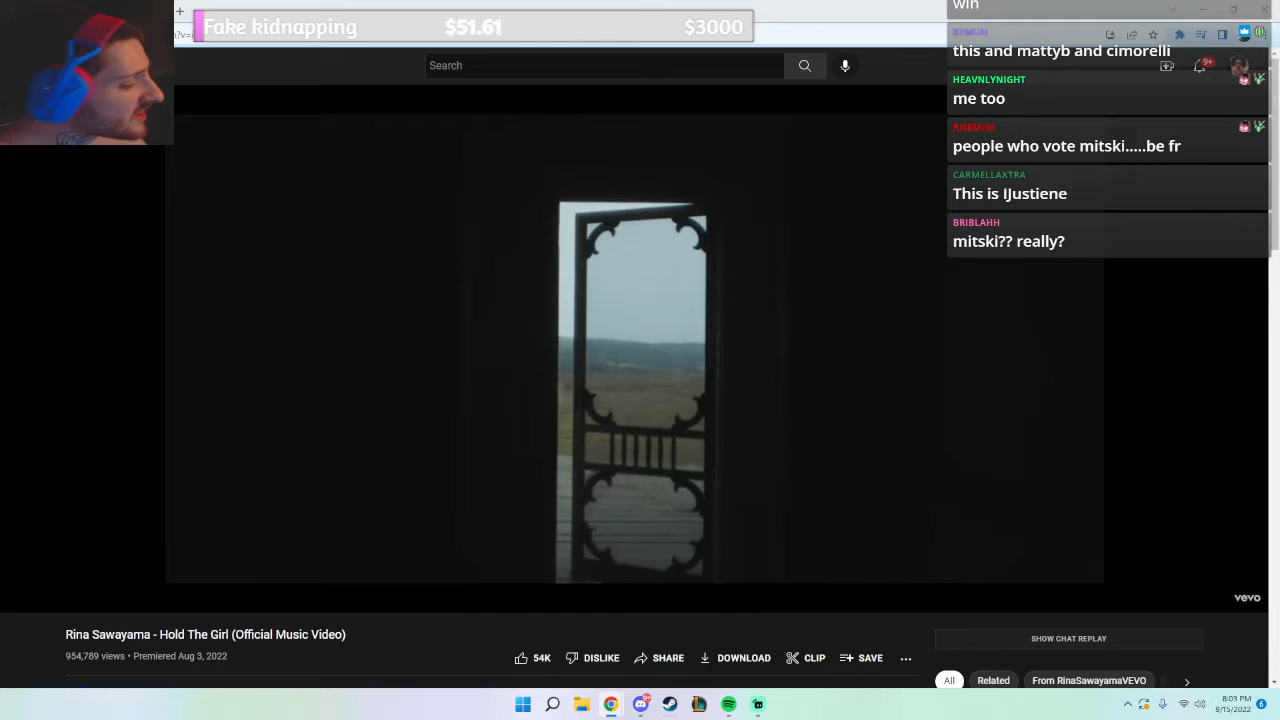 Fake kidnapping $51.61 $3000
win
this and mattyb and cimorelli
HEAVNLYNIGHT
me too
people who vote mitski.....be fr
CARMELLAXTRA
This is IJustiene
BRIBLAHH
mitski?? really?
Search
9+
vevo
Rina Sawayama - Hold The Girl (Official Music Video)
954,789 views • Premiered Aug 3, 2022
54K DISLIKE SHARE DOWNLOAD CLIP SAVE
SHOW CHAT REPLAY
All Related From RinaSawayamaVEVO
8:03 PM
8/15/2022
6